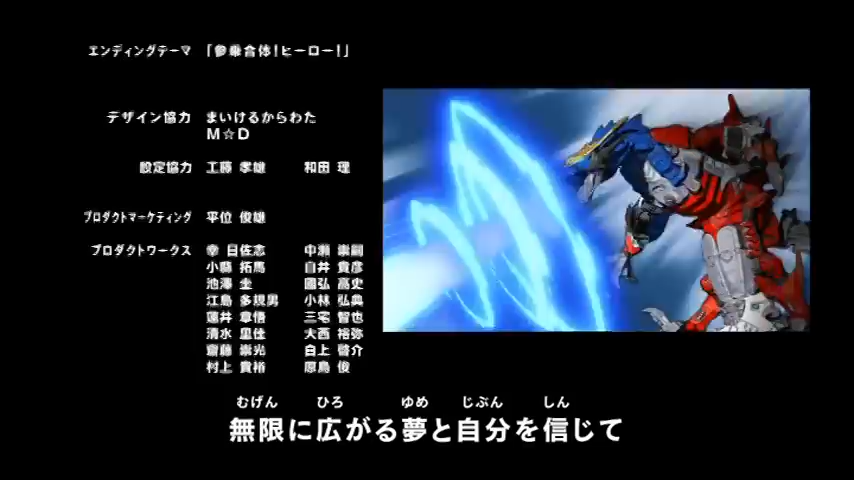 エンディングテーマ 「参乗合体!ヒーロー!」
デザイン協力 まいけるからわた
M☆D
設定協力 工藤 孝雄 和田 理
プロダクトマーケティング 平位 俊雄
プロダクトワークス 幸 日佐志 中瀬 崇嗣
小縣 拓馬 白井 貴彦
池澤 圭 國弘 高史
江島 多規男 小林 弘典
蓮井 章悟 三宅 智也
清水 里佳 大西 裕弥
齋藤 崇光 白上 啓介
村上 貴裕 原島 俊
むげん ひろ ゆめ じぶん しん
無限に広がる夢と自分を信じて